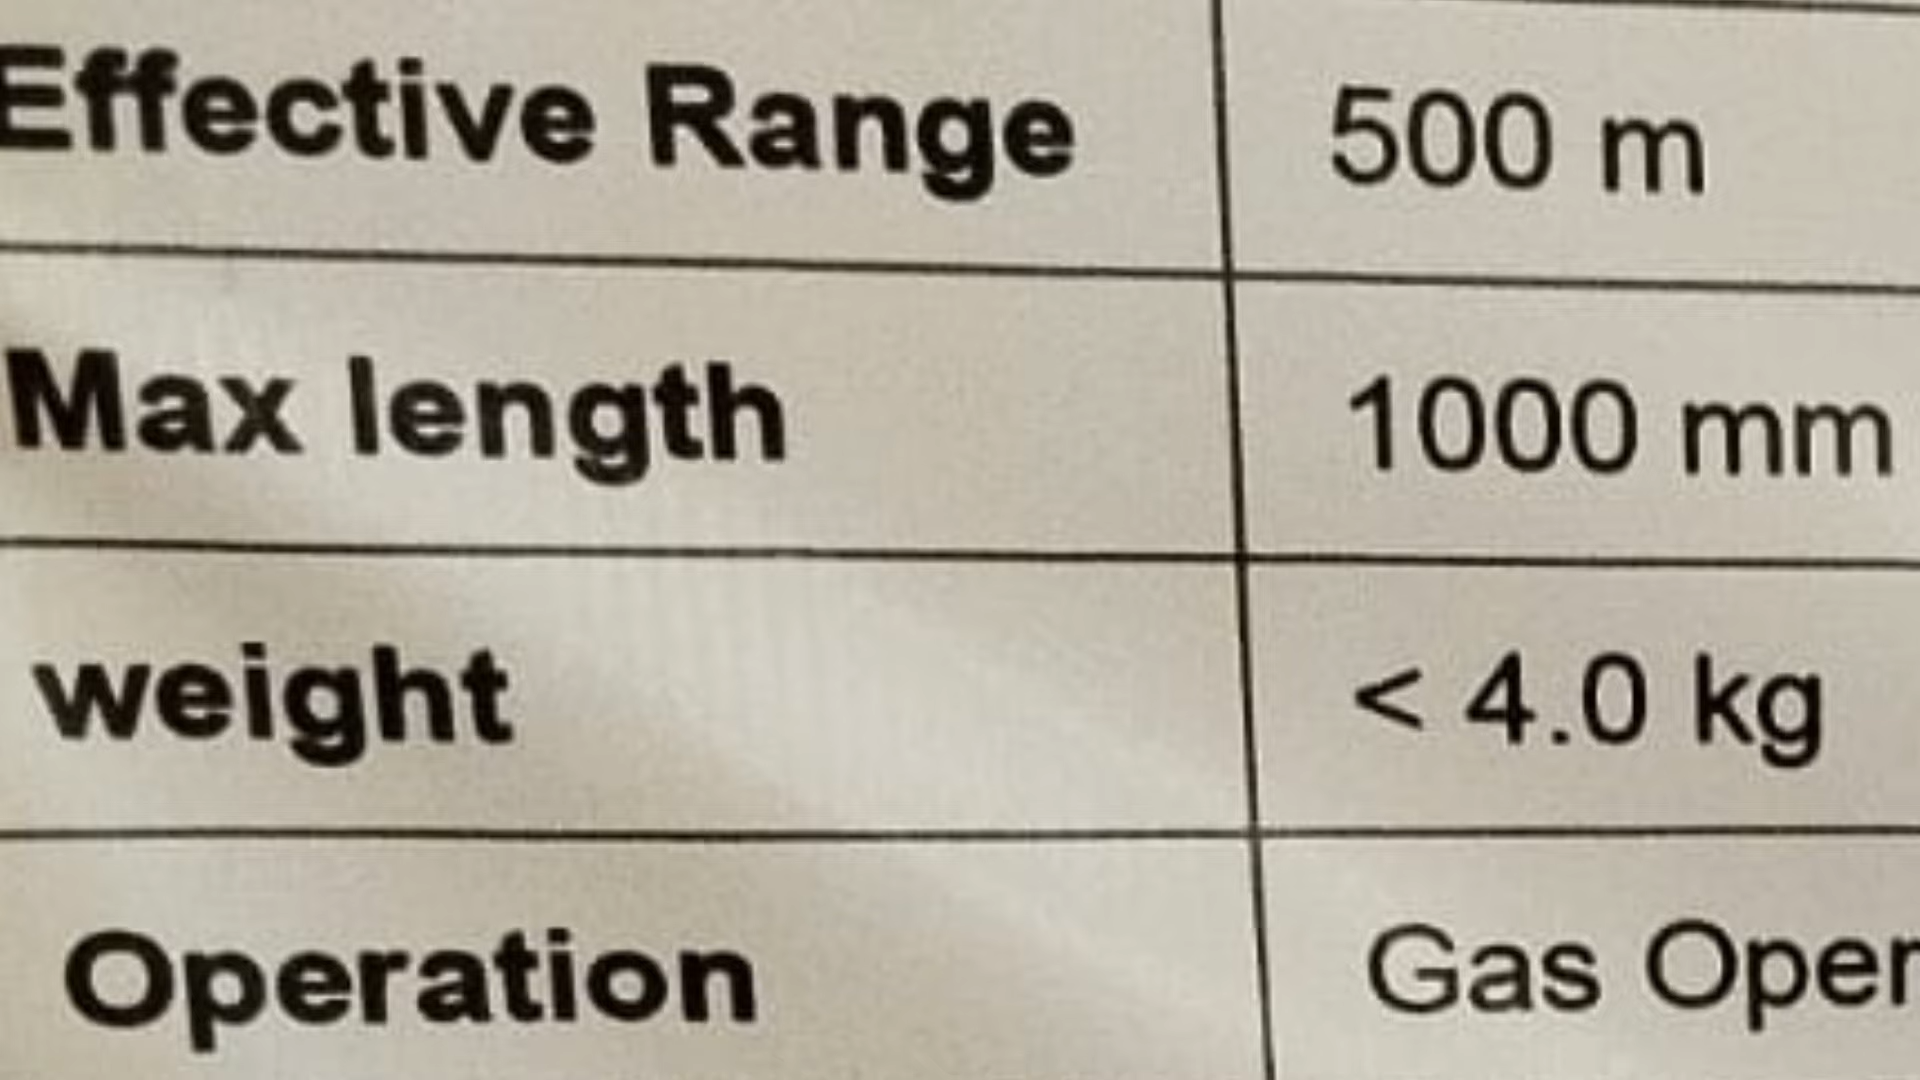 Effective Range 500 m
Max length 1000 mm
weight < 4.0 kg
Operation Gas Oper